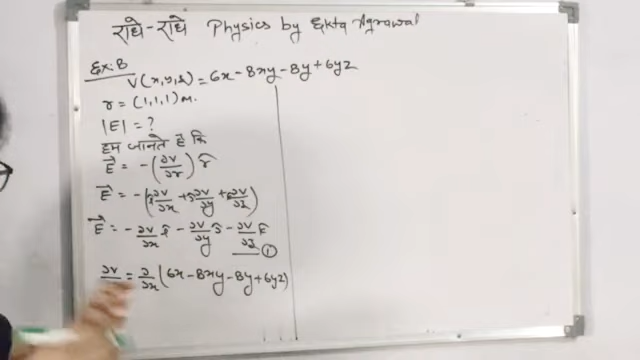 राधे-राधे Physics by Ekta Agrawal
Ex:8
V(x,y,z) = 6x - 8xy - 8y + 6yz
r = (1,1,1) m.
|E| = ?
हम जानते है कि
E⃗ = -(∂V/∂r) r̂
E⃗ = -(î ∂V/∂x + ĵ ∂V/∂y + k̂ ∂V/∂z)
E⃗ = - ∂V/∂x î - ∂V/∂y ĵ - ∂V/∂z k̂ — ①
∂V/ = ∂/∂x (6x - 8xy - 8y + 6yz)